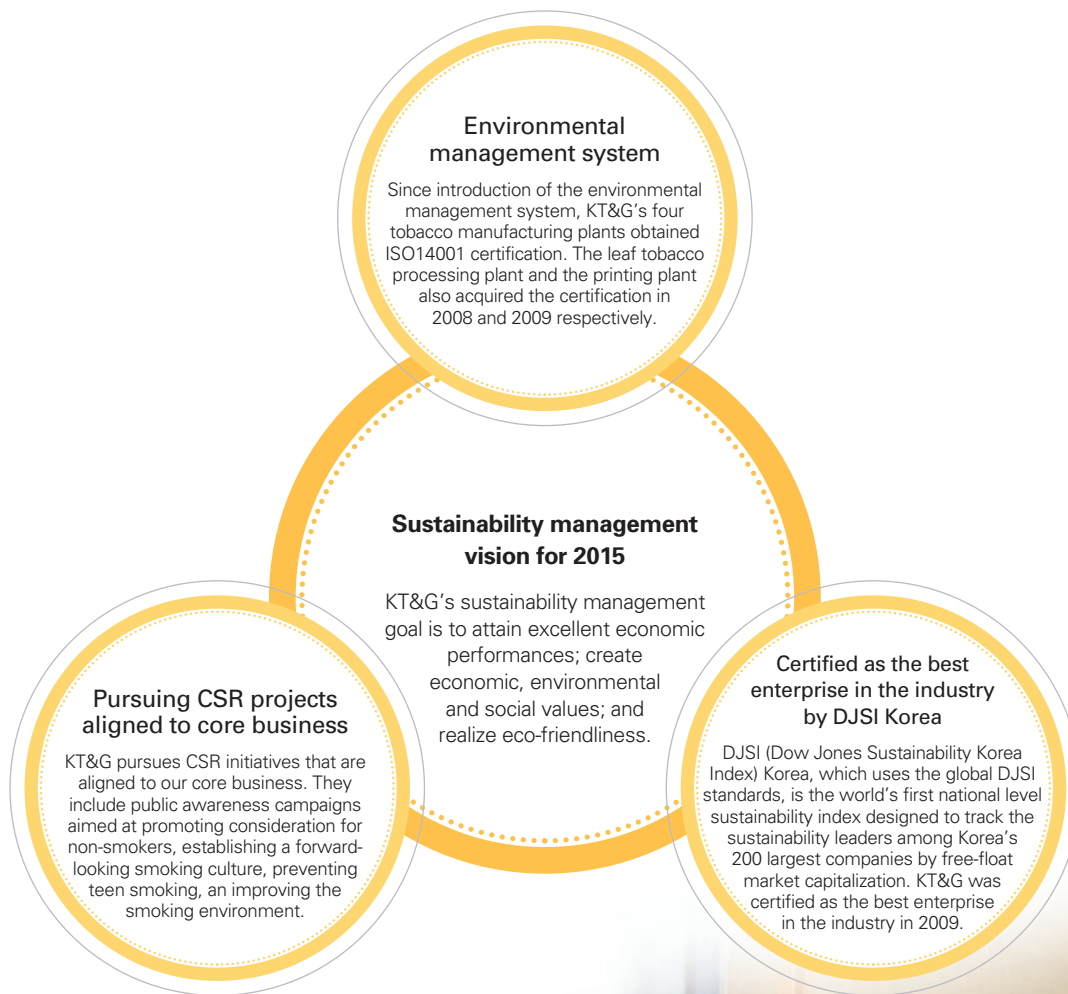 Environmental
management system
Since introduction of the environmental
management system, KT&G's four
tobacco manufacturing plants obtained
ISO14001 certification. The leaf tobacco
processing plant and the printing plant
also acquired the certification in
2008 and 2009 respectively.
Sustainability management
vision for 2015
KT&G's sustainability management
goal is to attain excellent economic
performances; create
economic, environmental
and social values; and
realize eco-friendliness.
Pursuing CSR projects
aligned to core business
KT&G pursues CSR initiatives that are
aligned to our core business. They
include public awareness campaigns
aimed at promoting consideration for
non-smokers, establishing a forward-
looking smoking culture, preventing
teen smoking, an improving the
smoking environment.
Certified as the best
enterprise in the industry
by DJSI Korea
DJSI (Dow Jones Sustainability Korea
Index) Korea, which uses the global DJSI
standards, is the world's first national level
sustainability index designed to track the
sustainability leaders among Korea's
200 largest companies by free-float
market capitalization. KT&G was
certified as the best enterprise
in the industry in 2009.